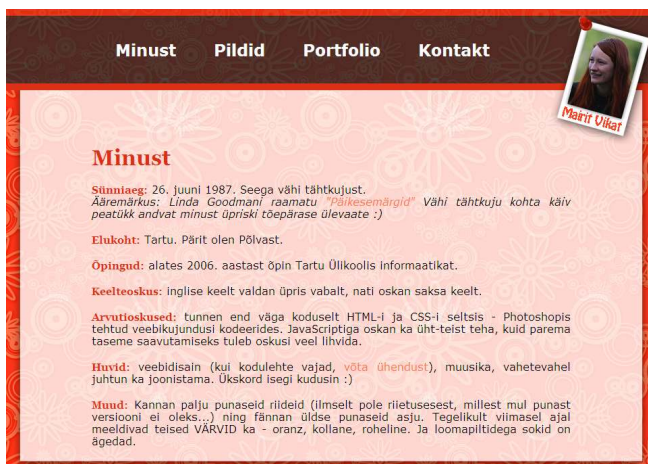 Minust Pildid Portfolio Kontakt
Mairit Vikat
Minust
Sünniaeg: 26. juuni 1987. Seega vähi tähtkujust.
Ääremärkus: Linda Goodmani raamatu "Päikesemärgid" Vähi tähtkuju kohta käiv
peatükk andvat minust üpriski tõepärase ülevaate :)
Elukoht: Tartu. Pärit olen Põlvast.
Õpingud: alates 2006. aastast õpin Tartu Ülikoolis informaatikat.
Keelteoskus: inglise keelt valdan üpris vabalt, nati oskan saksa keelt.
Arvutioskused: tunnen end väga koduselt HTML-i ja CSS-i seltsis - Photoshopis
tehtud veebikujundusi kodeerides. JavaScriptiga oskan ka üht-teist teha, kuid parema
taseme saavutamiseks tuleb oskusi veel lihvida.
Huvid: veebidisain (kui kodulehte vajad, võta ühendust), muusika, vahetevahel
juhtun ka joonistama. Ükskord isegi kudusin :)
Muud: Kannan palju punaseid riideid (ilmselt pole riietusesest, millest mul punast
versiooni ei oleks...) ning fännan üldse punaseid asju. Tegelikult viimasel ajal
meeldivad teised VÄRVID ka - oranz, kollane, roheline. Ja loomapiltidega sokid on
ägedad.